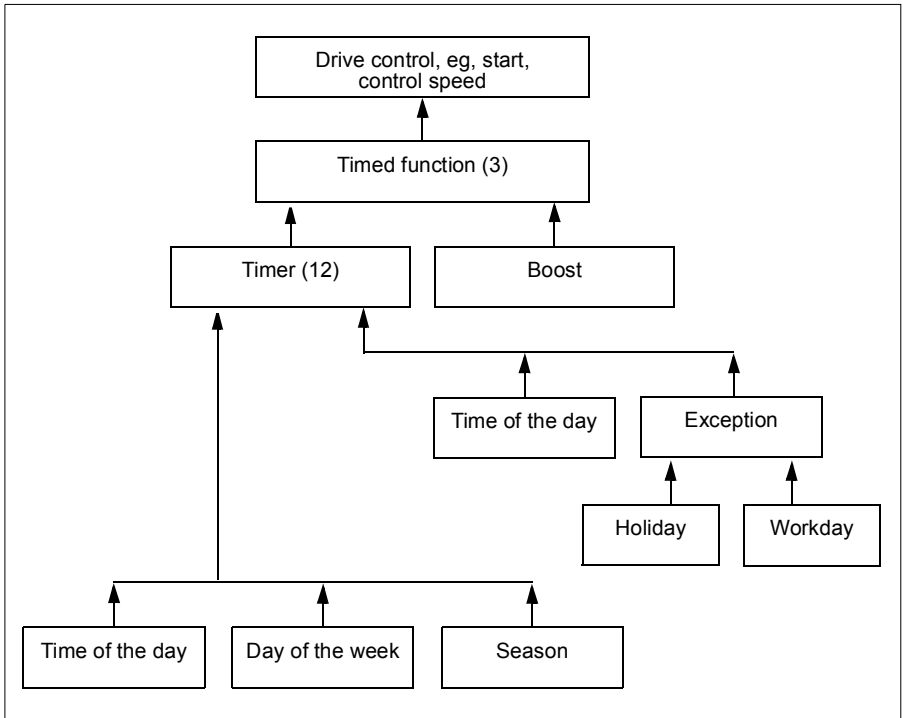 Drive control, eg, start,
control speed
Timed function (3)
Timer (12)
Boost
Time of the day
Exception
Holiday
Workday
Time of the day
Day of the week
Season